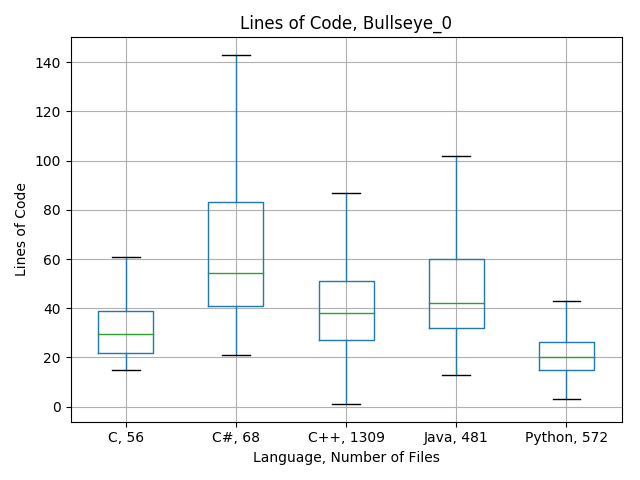 Lines of Code, Bullseye_0
140
120
100
80
60
40
20
0
Lines of Code
C, 56 C#, 68 C++, 1309 Java, 481 Python, 572
Language, Number of Files